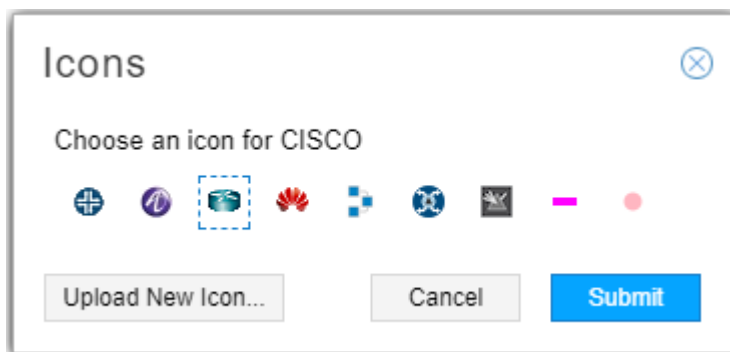 Icons
Choose an icon for CISCO
Upload New Icon...
Cancel
Submit